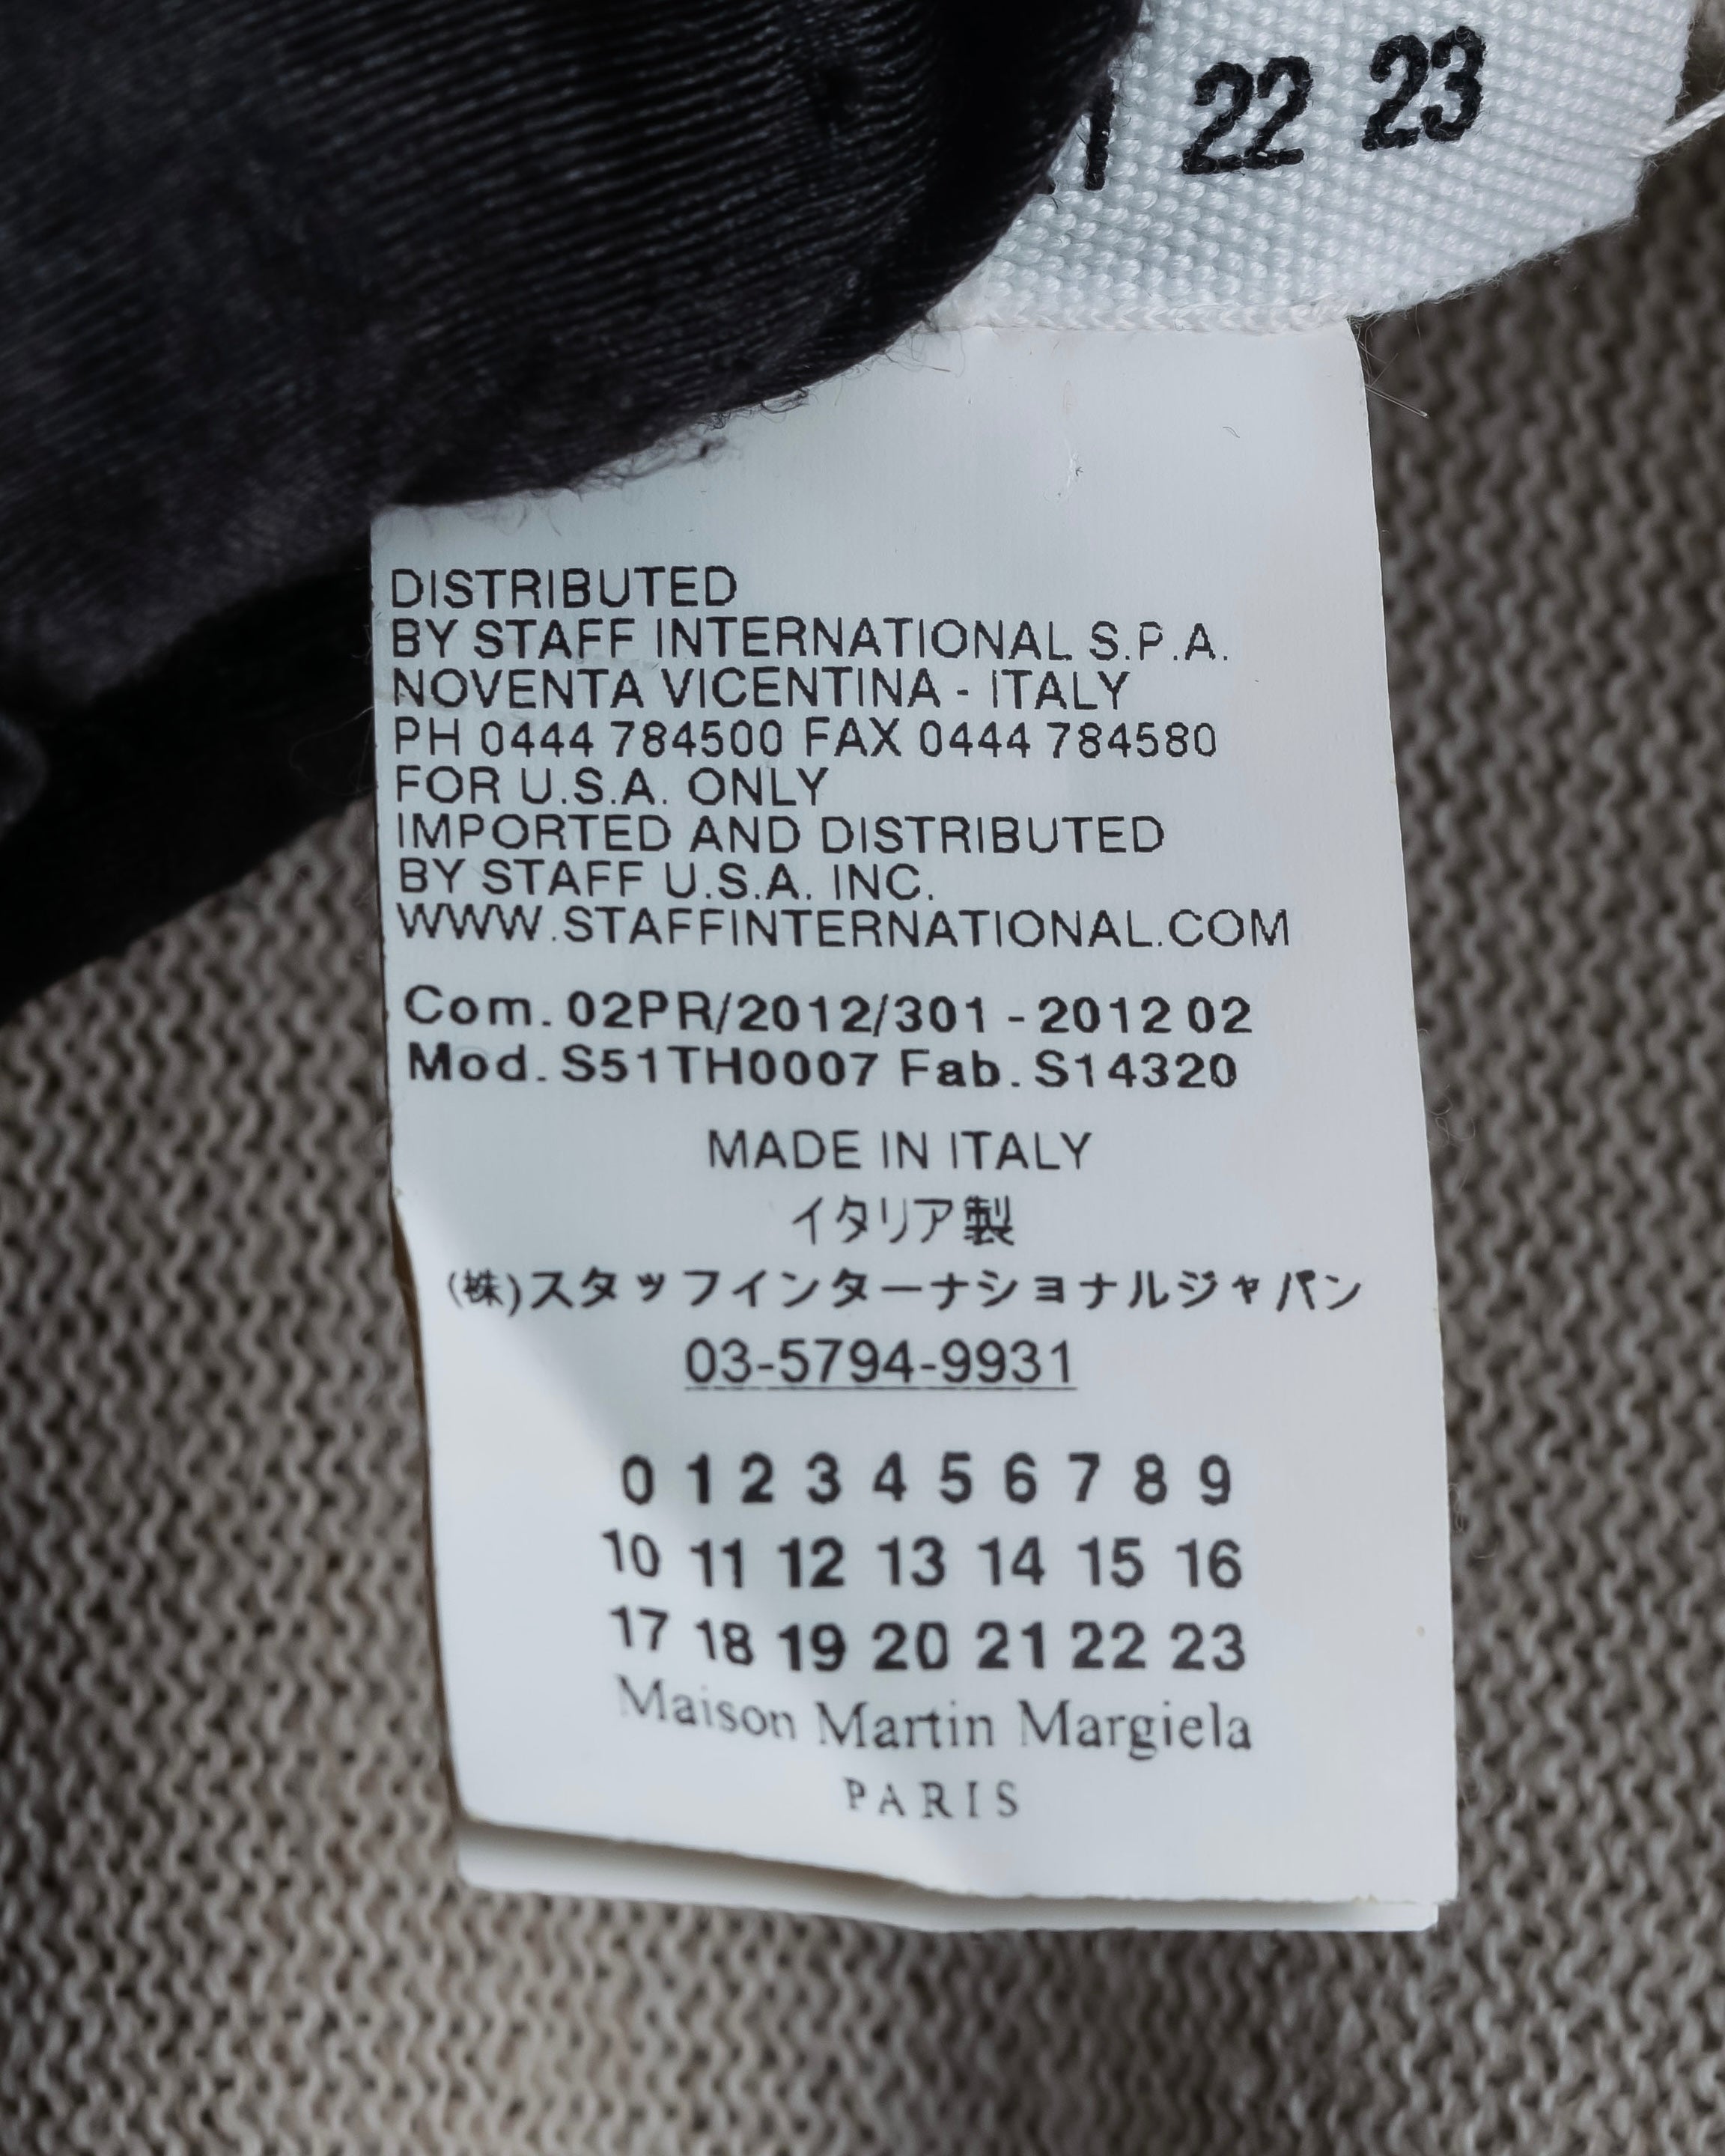 22 23
DISTRIBUTED
BY STAFF INTERNATIONAL S.P.A.
NOVENTA VICENTINA - ITALY
PH 0444 784500 FAX 0444 784580
FOR U.S.A. ONLY
IMPORTED AND DISTRIBUTED
BY STAFF U.S.A. INC.
WWW.STAFFINTERNATIONAL.COM
Com. 02PR/2012/301 - 2012 02
Mod. S51TH0007 Fab. S14320
MADE IN ITALY
イタリア製
(株)スタッフインターナショナルジャパン
03-5794-9931
0 1 2 3 4 5 6 7 8 9
10 11 12 13 14 15 16
17 18 19 20 21 22 23
Maison Martin Margiela
PARIS